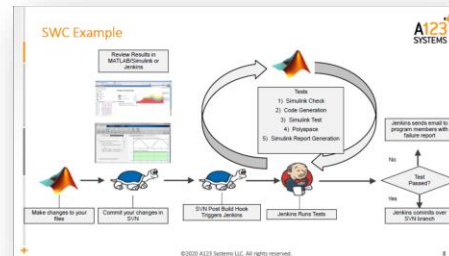 SWC Example
A123
SYSTEMS
Review Results in
MATLAB/Simulink or
Jenkins
Tests
1) Simulink Check
2) Code Generation
3) Simulink Test
4) Polyspace
5) Simulink Report Generation
Jenkins sends email to
program members with
failure report
No
Test
Passed?
Yes
Make changes to your
files
Commit your changes in
SVN
SVN Post Build Hook
Triggers Jenkins
Jenkins Runs Tests
Jenkins commits over
SVN branch
©2020 A123 Systems LLC. All rights reserved.
8